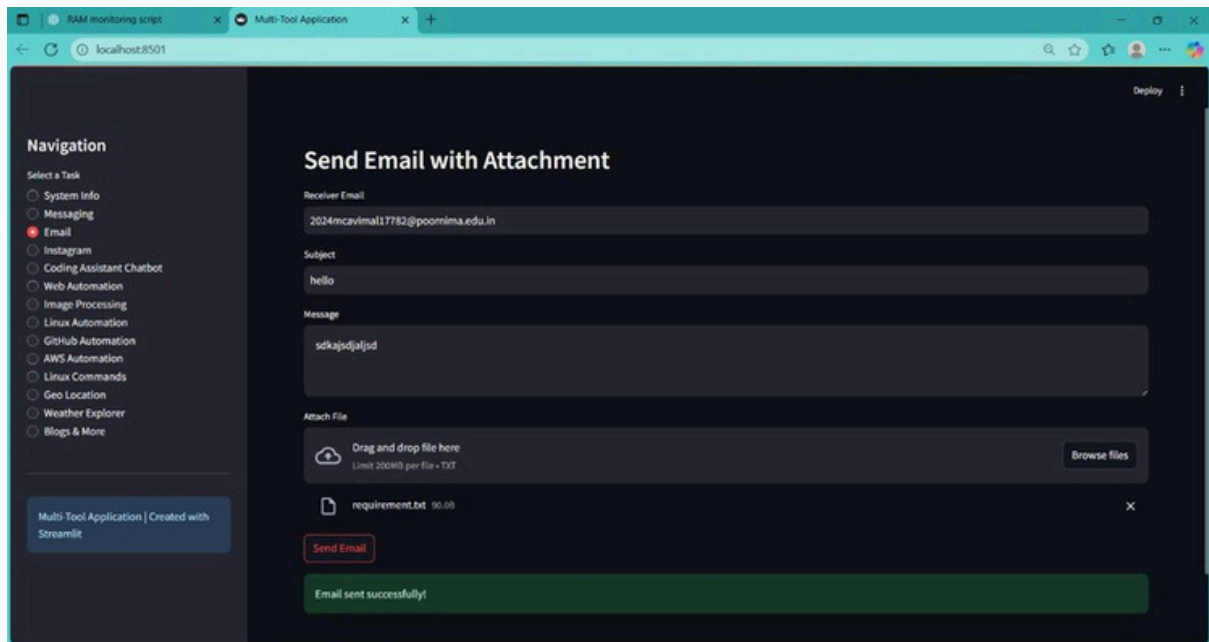 RAM monitoring script
Multi-Tool Application
localhost:8501
Deploy
Navigation
Select a Task
System Info
Messaging
Email
Instagram
Coding Assistant Chatbot
Web Automation
Image Processing
Linux Automation
GitHub Automation
AWS Automation
Linux Commands
Geo Location
Weather Explorer
Blogs & More
Multi-Tool Application | Created with
Streamlit
Send Email with Attachment
Receiver Email
2024mcavimal17782@poornima.edu.in
Subject
hello
Message
sdkajsdjaljsd
Attach File
Drag and drop file here
Limit 200MB per file • TXT
Browse files
requirement.txt 90.0B
Send Email
Email sent successfully!